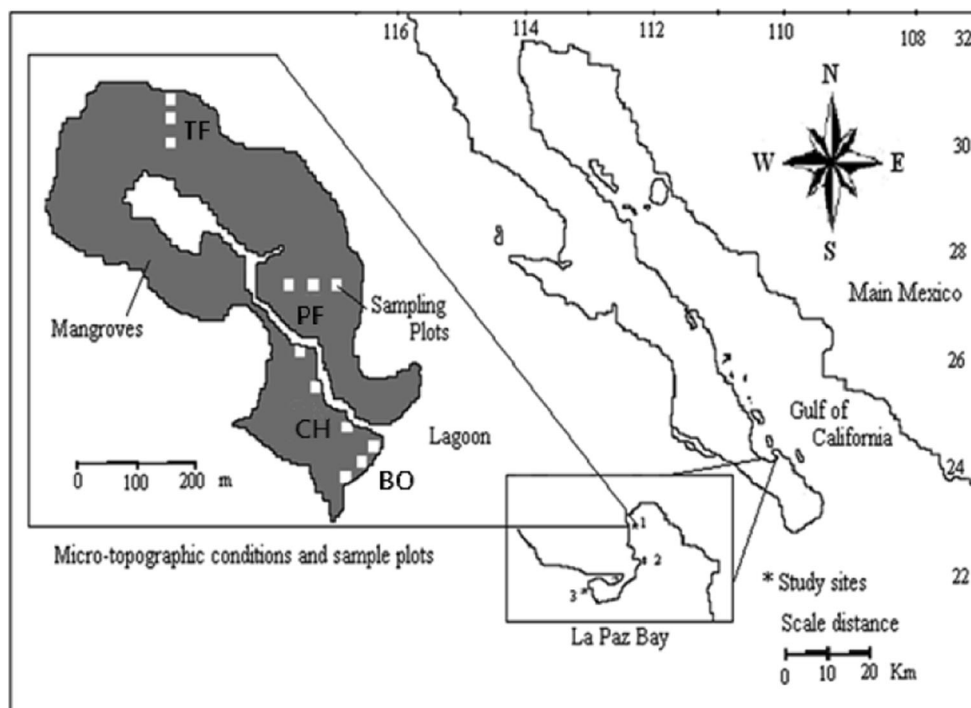 116
114
112
110
108
32
N
W
E
S
30
28
Main Mexico
26
Gulf of
California
24
22
TF
Mangroves
PF
Sampling
Plots
CH
Lagoon
BO
0 100 200 m
Micro-topographic conditions and sample plots
1
2
3
La Paz Bay
* Study sites
Scale distance
0 10 20 Km